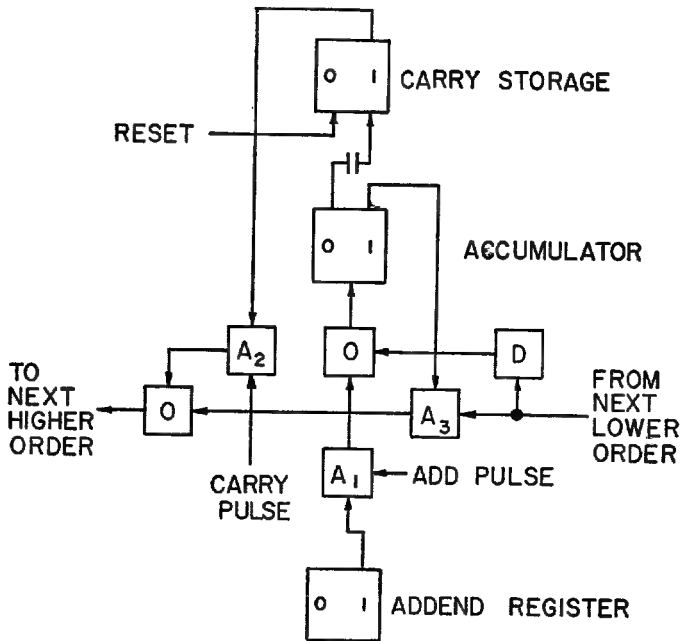 0 1 CARRY STORAGE
RESET
0 1 ACCUMULATOR
A2
O
D
TO
NEXT
HIGHER
ORDER
O
A3
FROM
NEXT
LOWER
ORDER
CARRY
PULSE
A1
ADD PULSE
0 1 ADDEND REGISTER